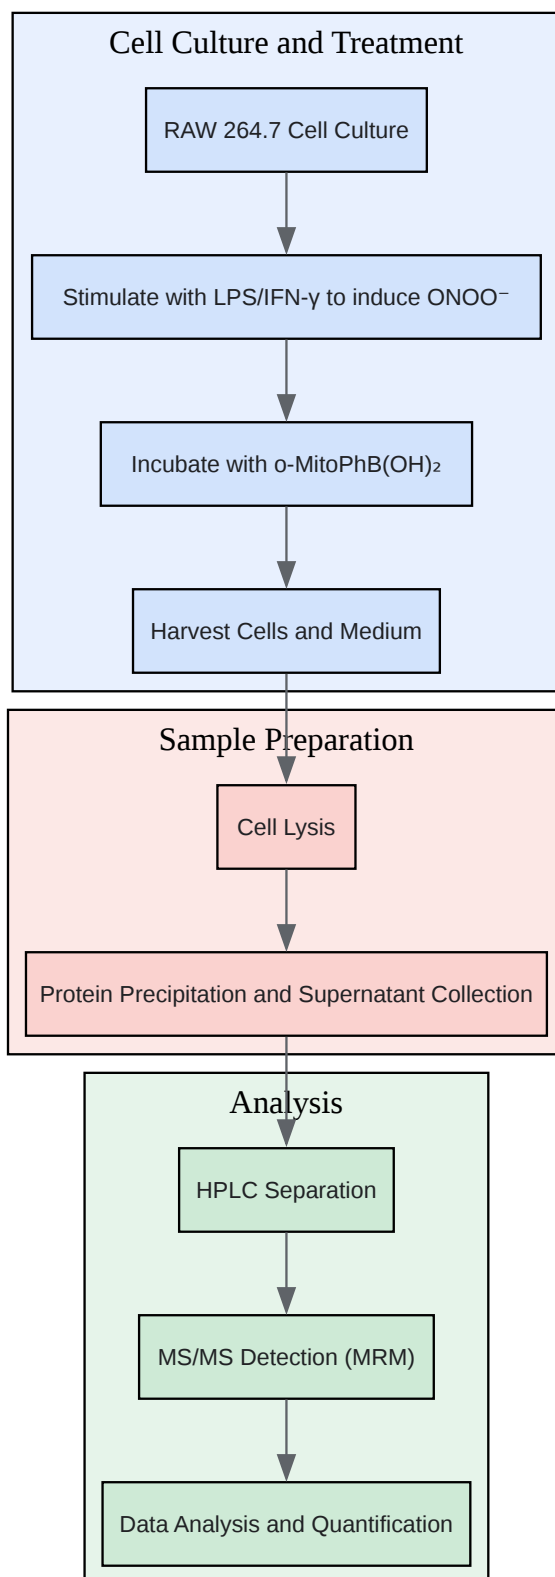 Cell Culture and Treatment
RAW 264.7 Cell Culture
Stimulate with LPS/IFN-γ to induce ONOO⁻
Incubate with o-MitoPhB(OH)₂
Harvest Cells and Medium
Sample Preparation
Cell Lysis
Protein Precipitation and Supernatant Collection
Analysis
HPLC Separation
MS/MS Detection (MRM)
Data Analysis and Quantification